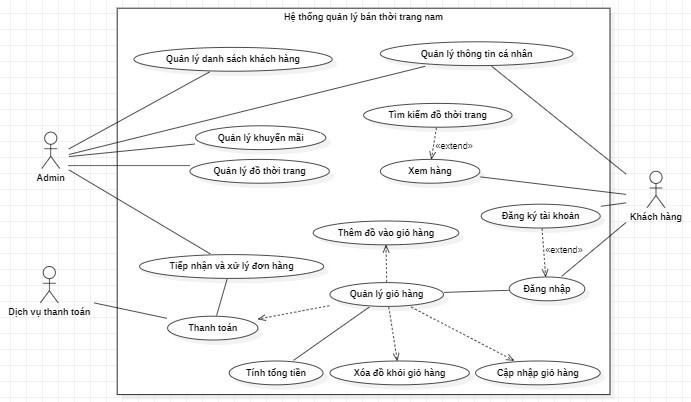 Hệ thống quản lý bán thời trang nam
Quản lý danh sách khách hàng
Quản lý thông tin cá nhân
Tìm kiếm đồ thời trang
Quản lý khuyến mãi
«extend»
Admin
Quản lý đồ thời trang
Xem hàng
Khách hàng
Đăng ký tài khoản
Thêm đồ vào giỏ hàng
«extend»
Tiếp nhận và xử lý đơn hàng
Quản lý giỏ hàng
Đăng nhập
Dịch vụ thanh toán
Thanh toán
Tính tổng tiền
Xóa đồ khỏi giỏ hàng
Cập nhập giỏ hàng